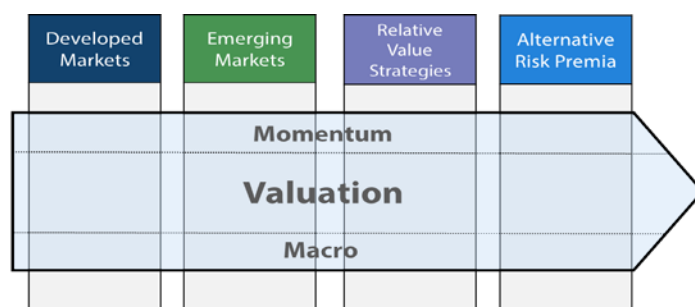 Developed
Markets
Emerging
Markets
Relative
Value
Strategies
Alternative
Risk Premia
Momentum
Valuation
Macro